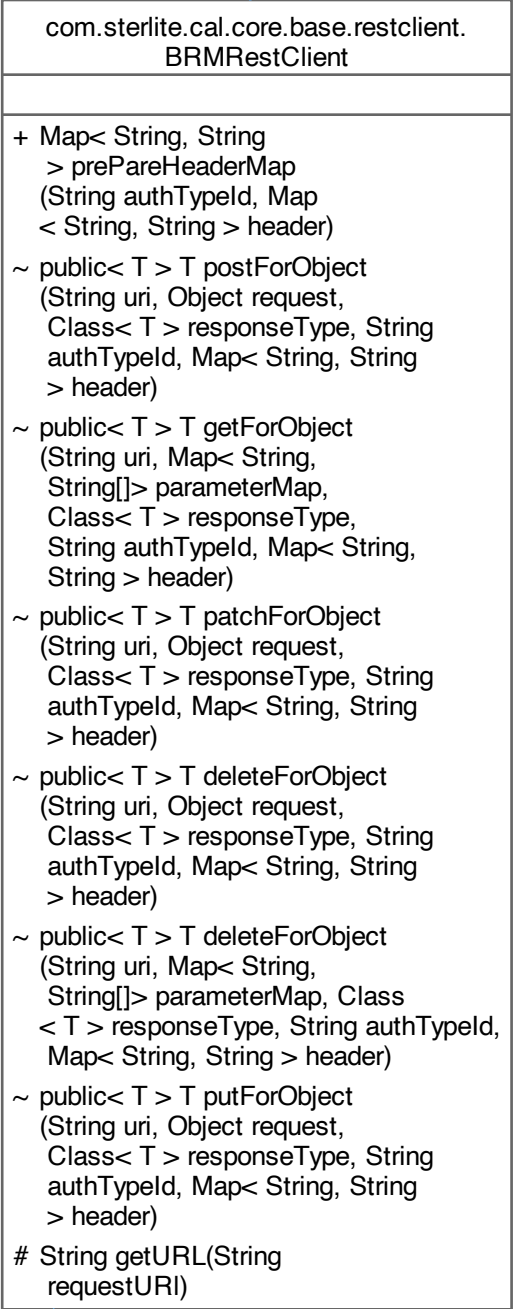 com.sterlite.cal.core.base.restclient.
BRMRestClient
+ Map< String, String
> prePareHeaderMap
(String authTypeId, Map
< String, String > header)
~ public< T > T postForObject
(String uri, Object request,
Class< T > responseType, String
authTypeId, Map< String, String
> header)
~ public< T > T getForObject
(String uri, Map< String,
String[]> parameterMap,
Class< T > responseType,
String authTypeId, Map< String,
String > header)
~ public< T > T patchForObject
(String uri, Object request,
Class< T > responseType, String
authTypeId, Map< String, String
> header)
~ public< T > T deleteForObject
(String uri, Object request,
Class< T > responseType, String
authTypeId, Map< String, String
> header)
~ public< T > T deleteForObject
(String uri, Map< String,
String[]> parameterMap, Class
< T > responseType, String authTypeId,
Map< String, String > header)
~ public< T > T putForObject
(String uri, Object request,
Class< T > responseType, String
authTypeId, Map< String, String
> header)
# String getURL(String
requestURI)